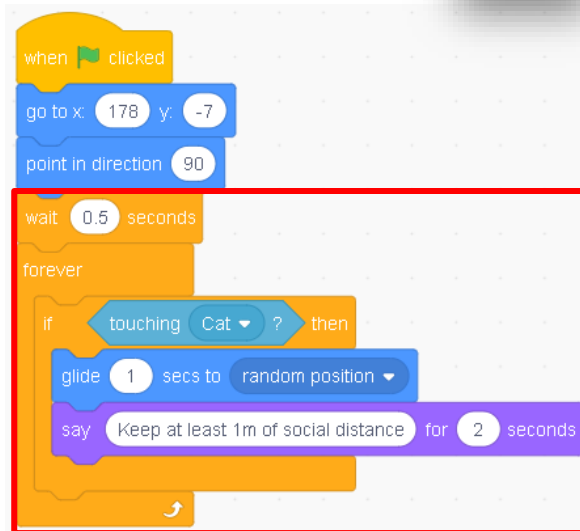 when clicked
go to x: 178 y: -7
point in direction 90
wait 0.5 seconds
forever
if touching Cat ? then
glide 1 secs to random position
say Keep at least 1m of social distance for 2 seconds